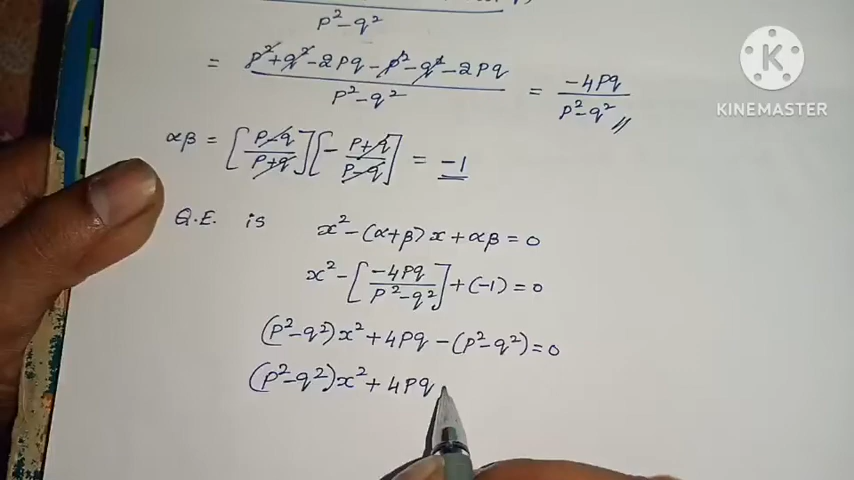 p²-q²
= p²+q²-2pq-p²-q²-2pq / p²-q² = -4pq / p²-q² //
αβ = [p-q / p+q][-p+q / p-q] = -1
Q.E. is x²-(α+β)x+αβ=0
x²-[-4pq / p²-q²]+(-1)=0
(p²-q²)x²+4pq-(p²-q²)=0
(p²-q²)x²+4pq
KINEMASTER